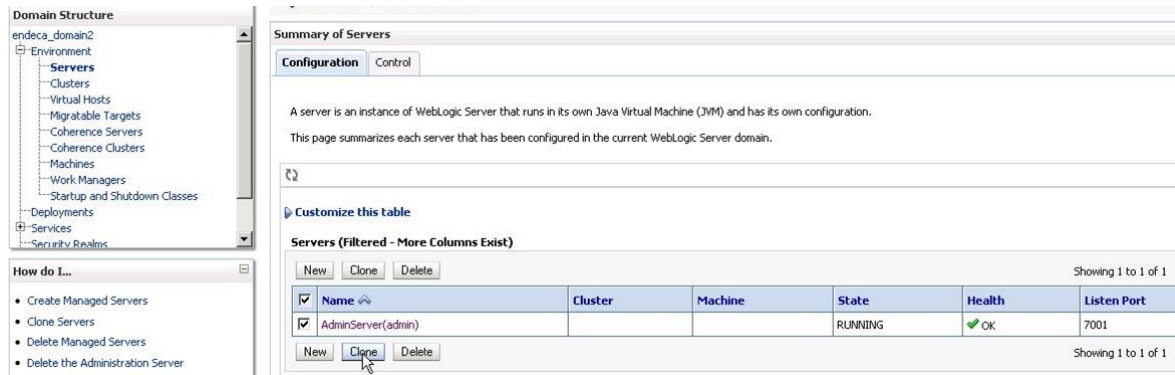 Domain Structure
endeca_domain2
Environment
Servers
Clusters
Virtual Hosts
Migratable Targets
Coherence Servers
Coherence Clusters
Machines
Work Managers
Startup and Shutdown Classes
Deployments
Services
Security Realms
How do I...
Create Managed Servers
Clone Servers
Delete Managed Servers
Delete the Administration Server
Summary of Servers
Configuration Control
A server is an instance of WebLogic Server that runs in its own Java Virtual Machine (JVM) and has its own configuration.
This page summarizes each server that has been configured in the current WebLogic Server domain.
Customize this table
Servers (Filtered - More Columns Exist)
New Clone Delete Showing 1 to 1 of 1
Name Cluster Machine State Health Listen Port
AdminServer(admin) RUNNING OK 7001
New Clone Delete Showing 1 to 1 of 1